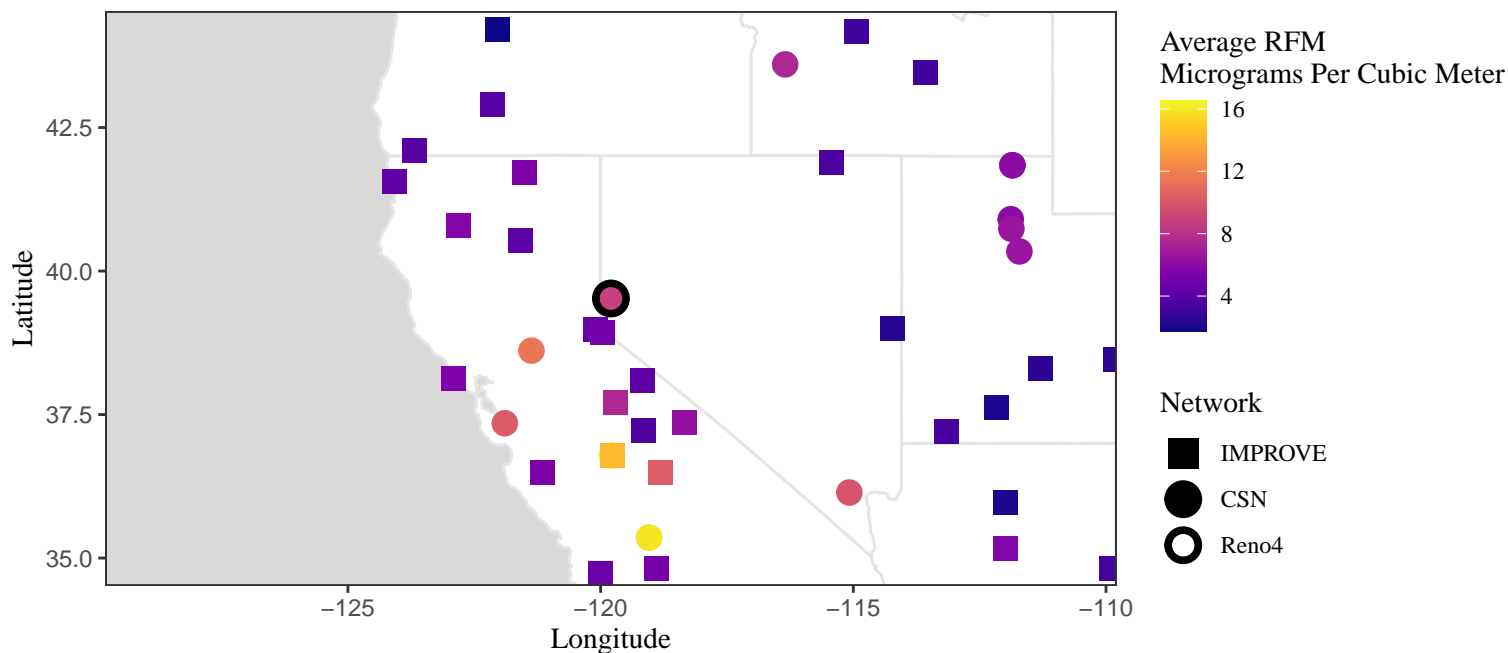 42.5
40.0
37.5
35.0
Latitude
−125
−120
−115
−110
Longitude
Average RFM
Micrograms Per Cubic Meter
16
12
8
4
Network
IMPROVE
CSN
Reno4